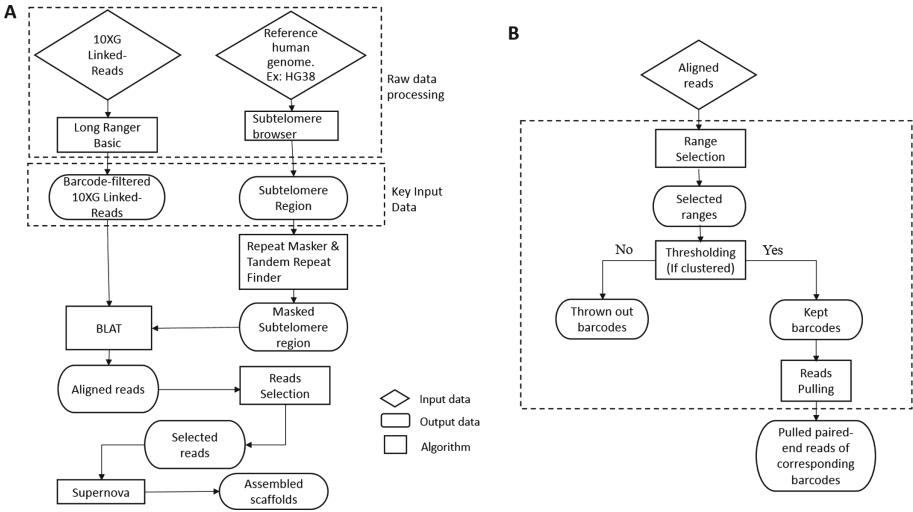 A
10XG
Linked-
Reads
Reference
human
genome.
Ex: HG38
Raw data
processing
Long Ranger
Basic
Subtelomere
browser
Barcode-filtered
10XG Linked-
Reads
Subtelomere
Region
Key Input
Data
Repeat Masker &
Tandem Repeat
Finder
BLAT
Masked
Subtelomere
region
Aligned reads
Reads
Selection
Selected
reads
Supernova
Assembled
scaffolds
Input data
Output data
Algorithm
B
Aligned
reads
Range
Selection
Selected
ranges
No
Thresholding
(If clustered)
Yes
Thrown out
barcodes
Kept
barcodes
Reads
Pulling
Pulled paired-
end reads of
corresponding
barcodes